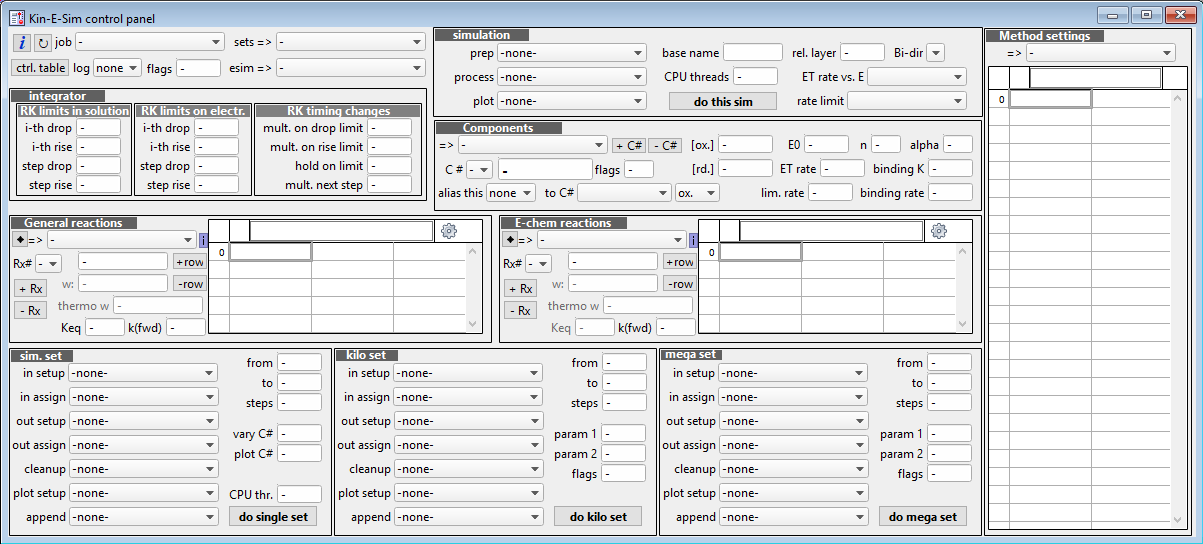 Kin-E-Sim control panel
i ↻ job - sets => -
ctrl. table log none flags - esim => -
integrator
RK limits in solution
i-th drop -
i-th rise -
step drop -
step rise -
RK limits on electr.
i-th drop -
i-th rise -
step drop -
step rise -
RK timing changes
mult. on drop limit -
mult. on rise limit -
hold on limit -
mult. next step -
simulation
prep -none- base name rel. layer - Bi-dir
process -none- CPU threads - ET rate vs. E
plot -none- do this sim rate limit
Components
=> - + C# - C# [ox.] - E0 - n - alpha -
C # - - flags - [rd.] - ET rate - binding K -
alias this none to C# ox. lim. rate - binding rate -
Method settings
=> -
0
General reactions
◆ => - i
Rx# - - +row
+ Rx w: - -row
- Rx thermo w -
Keq - k(fwd) -
0
E-chem reactions
◆ => - i
Rx# - - +row
+ Rx w: - -row
- Rx thermo w -
Keq - k(fwd) -
0
sim. set
in setup -none- from -
in assign -none- to -
out setup -none- steps -
out assign -none- vary C# -
cleanup -none- plot C# -
plot setup -none- CPU thr. -
append -none- do single set
kilo set
in setup -none- from -
in assign -none- to -
out setup -none- steps -
out assign -none- param 1 -
cleanup -none- param 2 -
plot setup -none- flags -
append -none- do kilo set
mega set
in setup -none- from -
in assign -none- to -
out setup -none- steps -
out assign -none- param 1 -
cleanup -none- param 2 -
plot setup -none- flags -
append -none- do mega set